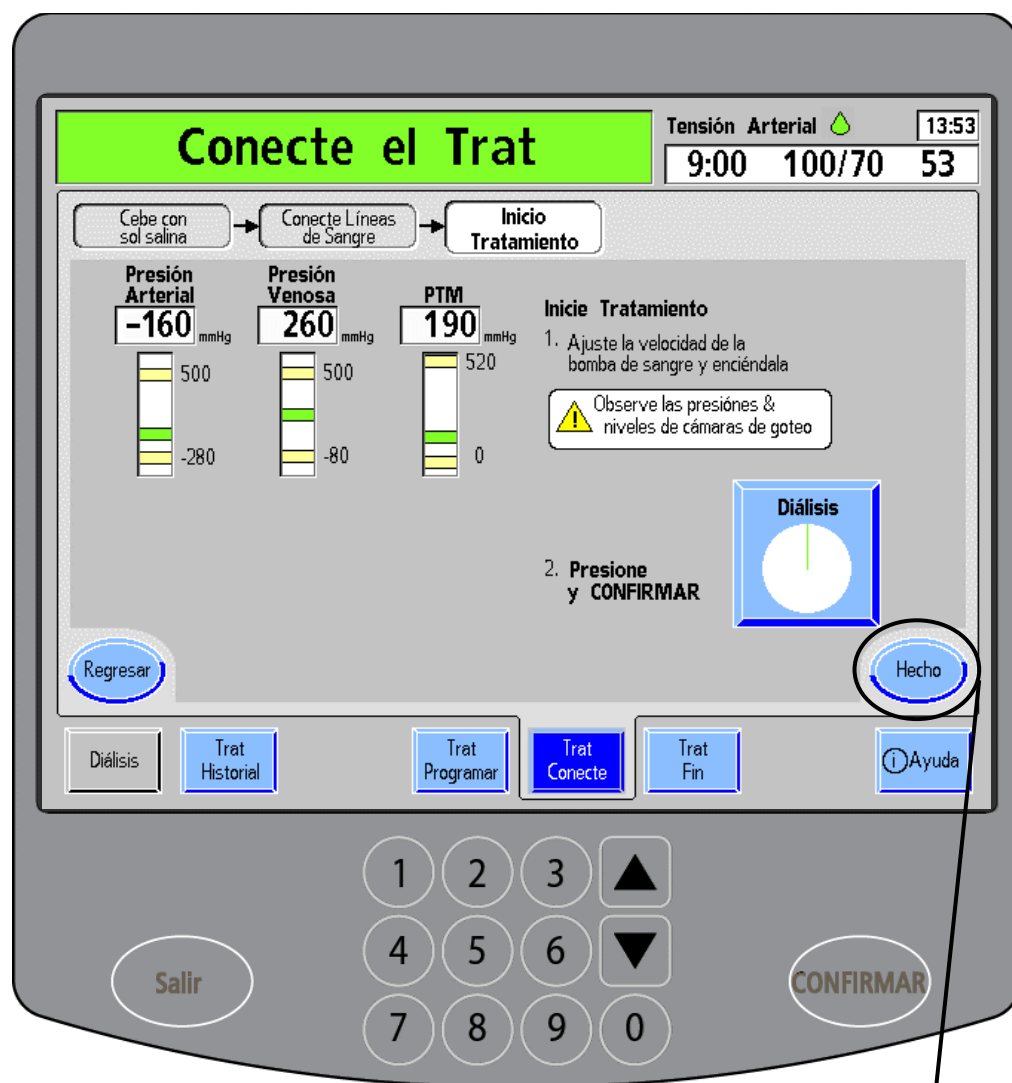 Conecte el Trat
Tensión Arterial
13:53
9:00 100/70 53
Cebe con
sol salina
Conecte Líneas
de Sangre
Inicio
Tratamiento
Presión
Arterial
-160 mmHg
500
-280
Presión
Venosa
260 mmHg
500
-80
PTM
190 mmHg
520
0
Inicie Tratamiento
1. Ajuste la velocidad de la
bomba de sangre y enciéndala
! Observe las presiónes &
niveles de cámaras de goteo
Diálisis
2. Presione
y CONFIRMAR
Regresar
Hecho
Diálisis
Trat
Historial
Trat
Programar
Trat
Conecte
Trat
Fin
i Ayuda
1 2 3
4 5 6
7 8 9 0
Salir
CONFIRMAR